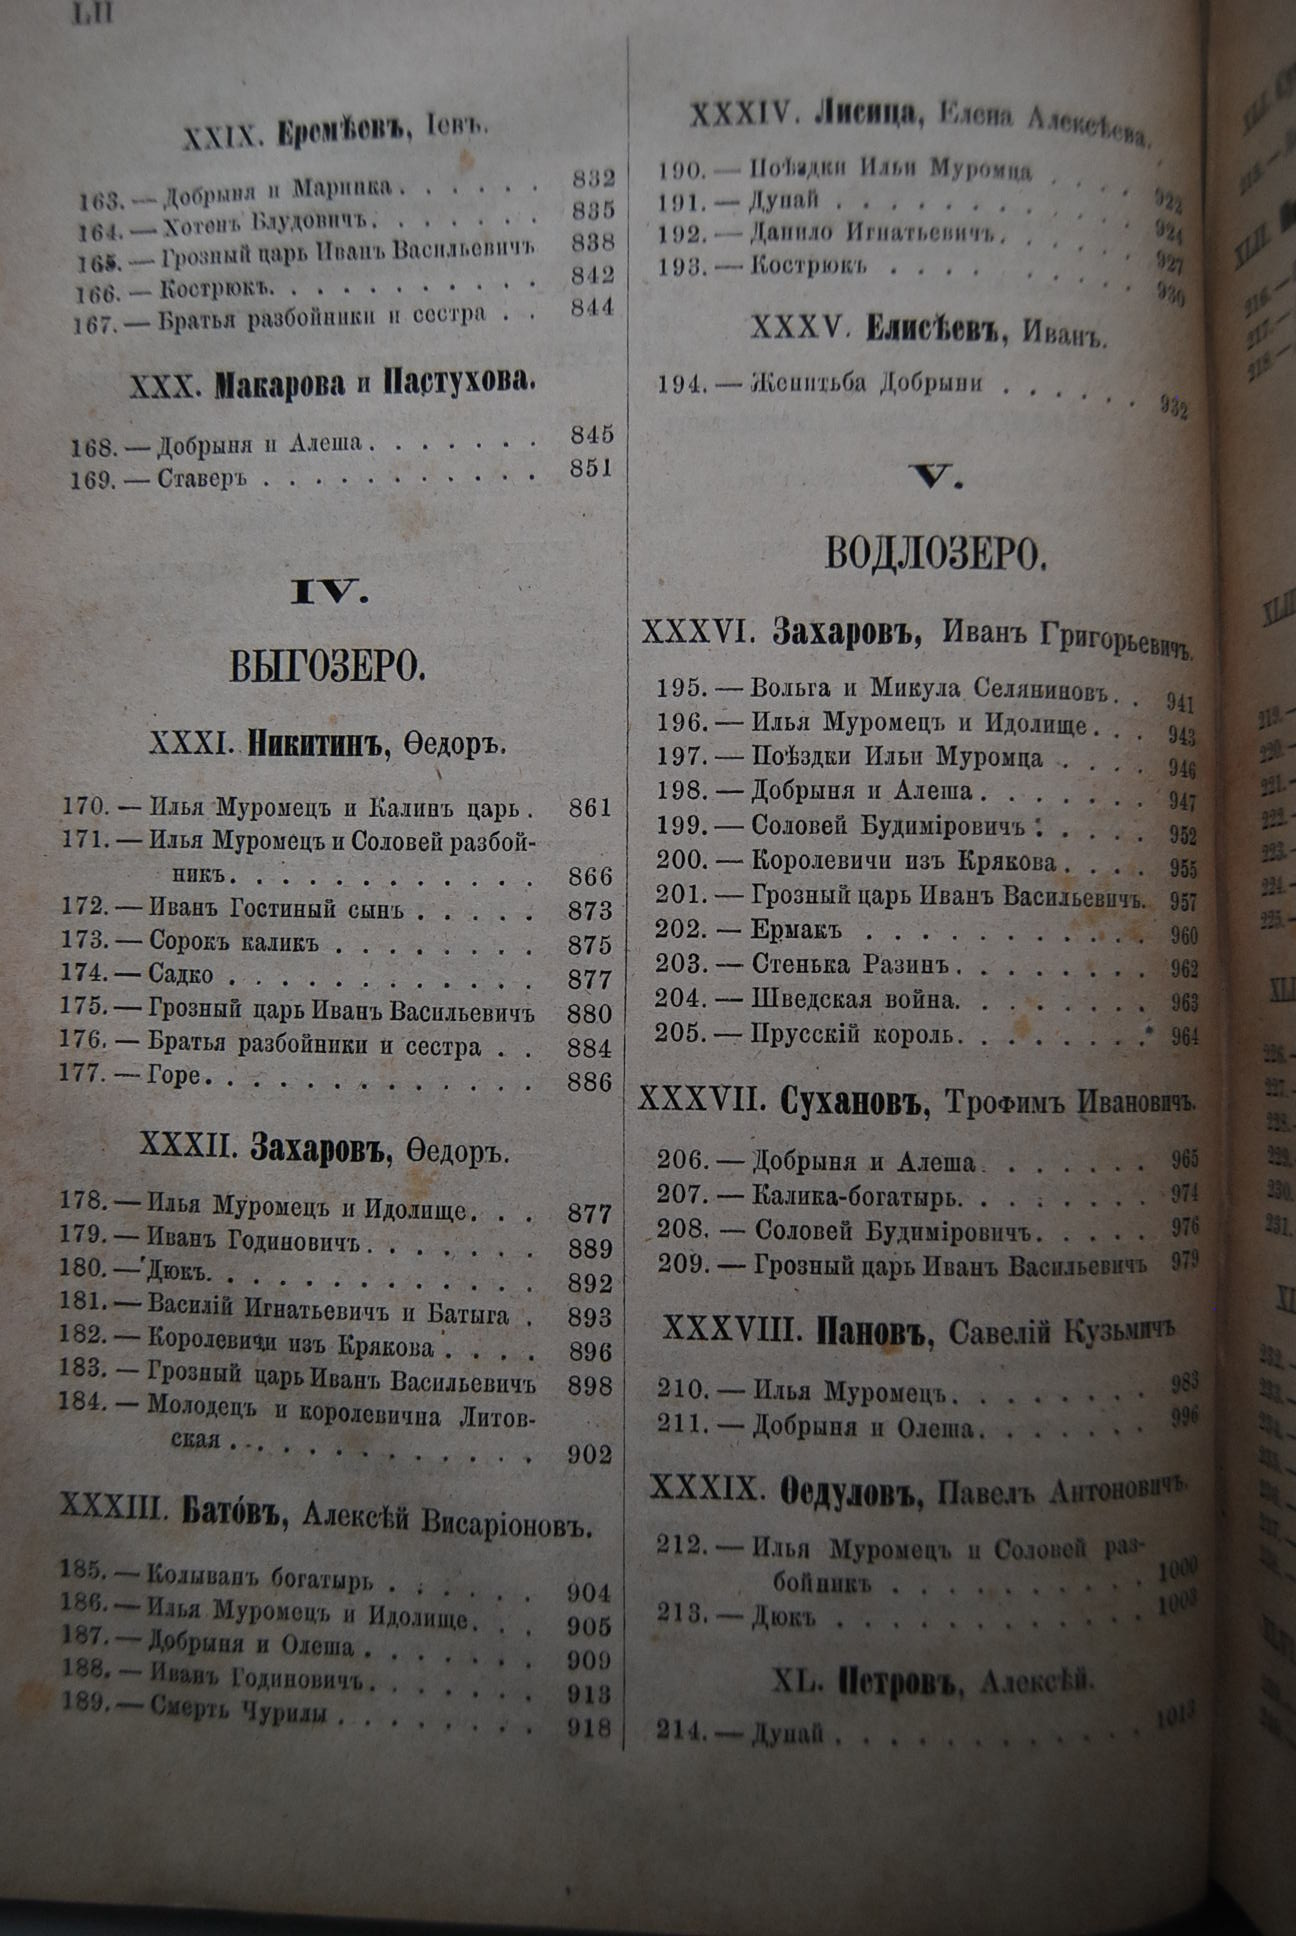 LII
XXIX. Еремѣевъ, Іевъ.
163. — Добрыня и Маринка . . . . . . 832
164. — Хотенъ Блудовичъ. . . . . . . 835
165. — Грозный царь Иванъ Васильевичъ 838
166. — Кострюкъ. . . . . . . . . . . 842
167. — Братья разбойники и сестра . . 844
XXX. Макарова и Пастухова.
168. — Добрыня и Алеша. . . . . . . 845
169. — Ставеръ . . . . . . . . . . . 851
IV.
ВЫГОЗЕРО.
XXXI. Никитинъ, Ѳедоръ.
170. — Илья Муромецъ и Калинъ царь . 861
171. — Илья Муромецъ и Соловей разбой-
никъ. . . . . . . . . . . . . 866
172. — Иванъ Гостиный сынъ . . . . . 873
173. — Сорокъ каликъ . . . . . . . . 875
174. — Садко . . . . . . . . . . . . 877
175. — Грозный царь Иванъ Васильевичъ 880
176. — Братья разбойники и сестра . . 884
177. — Горе. . . . . . . . . . . . . 886
XXXII. Захаровъ, Ѳедоръ.
178. — Илья Муромецъ и Идолище. . . 877
179. — Иванъ Годиновичъ. . . . . . . 889
180. — Дюкъ. . . . . . . . . . . . . 892
181. — Василій Игнатьевичъ и Батыга . 893
182. — Королевичи изъ Крякова . . . . 896
183. — Грозный царь Иванъ Васильевичъ 898
184. — Молодецъ и королевична Литов-
ская . . . . . . . . . . . . 902
XXXIII. Бато́въ, Алексѣй Висаріоновъ.
185. — Колыванъ богатырь . . . . . . 904
186. — Илья Муромецъ и Идолище. . . 905
187. — Добрыня и Олеша . . . . . . . 909
188. — Иванъ Годиновичъ. . . . . . . 913
189. — Смерть Чурилы . . . . . . . . 918
XXXIV. Лисица, Елена Алексѣева.
190. — Поѣздки Ильи Муромца . . . . 922
191. — Дунай . . . . . . . . . . . . 924
192. — Данило Игнатьевичъ. . . . . . 927
193. — Кострюкъ . . . . . . . . . 930
XXXV. Елисѣевъ, Иванъ.
194. — Женитьба Добрыни . . . . . . 932
V.
ВОДЛОЗЕРО.
XXXVI. Захаровъ, Иванъ Григорьевичъ.
195. — Вольга и Микула Селяниновъ. . 941
196. — Илья Муромецъ и Идолище. . . 943
197. — Поѣздки Ильи Муромца . . . . 946
198. — Добрыня и Алеша . . . . . . . 947
199. — Соловей Будиміровичъ . . . . . 952
200. — Королевичи изъ Крякова . . . . 955
201. — Грозный царь Иванъ Васильевичъ. 957
202. — Ермакъ . . . . . . . . . . . 960
203. — Стенька Разинъ. . . . . . . . 962
204. — Шведская война. . . . . . . . 963
205. — Прусскій король. . . . . . . . 964
XXXVII. Сухановъ, Трофимъ Ивановичъ.
206. — Добрыня и Алеша . . . . . . . 965
207. — Калика-богатырь. . . . . . . . 974
208. — Соловей Будиміровичъ. . . . . 976
209. — Грозный царь Иванъ Васильевичъ 979
XXXVIII. Пановъ, Савелій Кузьмичъ
210. — Илья Муромецъ. . . . . . . . 983
211. — Добрыня и Олеша. . . . . . . 996
XXXIX. Ѳедуловъ, Павелъ Антоновичъ.
212. — Илья Муромецъ и Соловей раз-
бойникъ . . . . . . . . . . 1000
213. — Дюкъ . . . . . . . . . . . . 1003
XL. Петровъ, Алексѣй.
214. — Дунай . . . . . . . . . . . . 1013